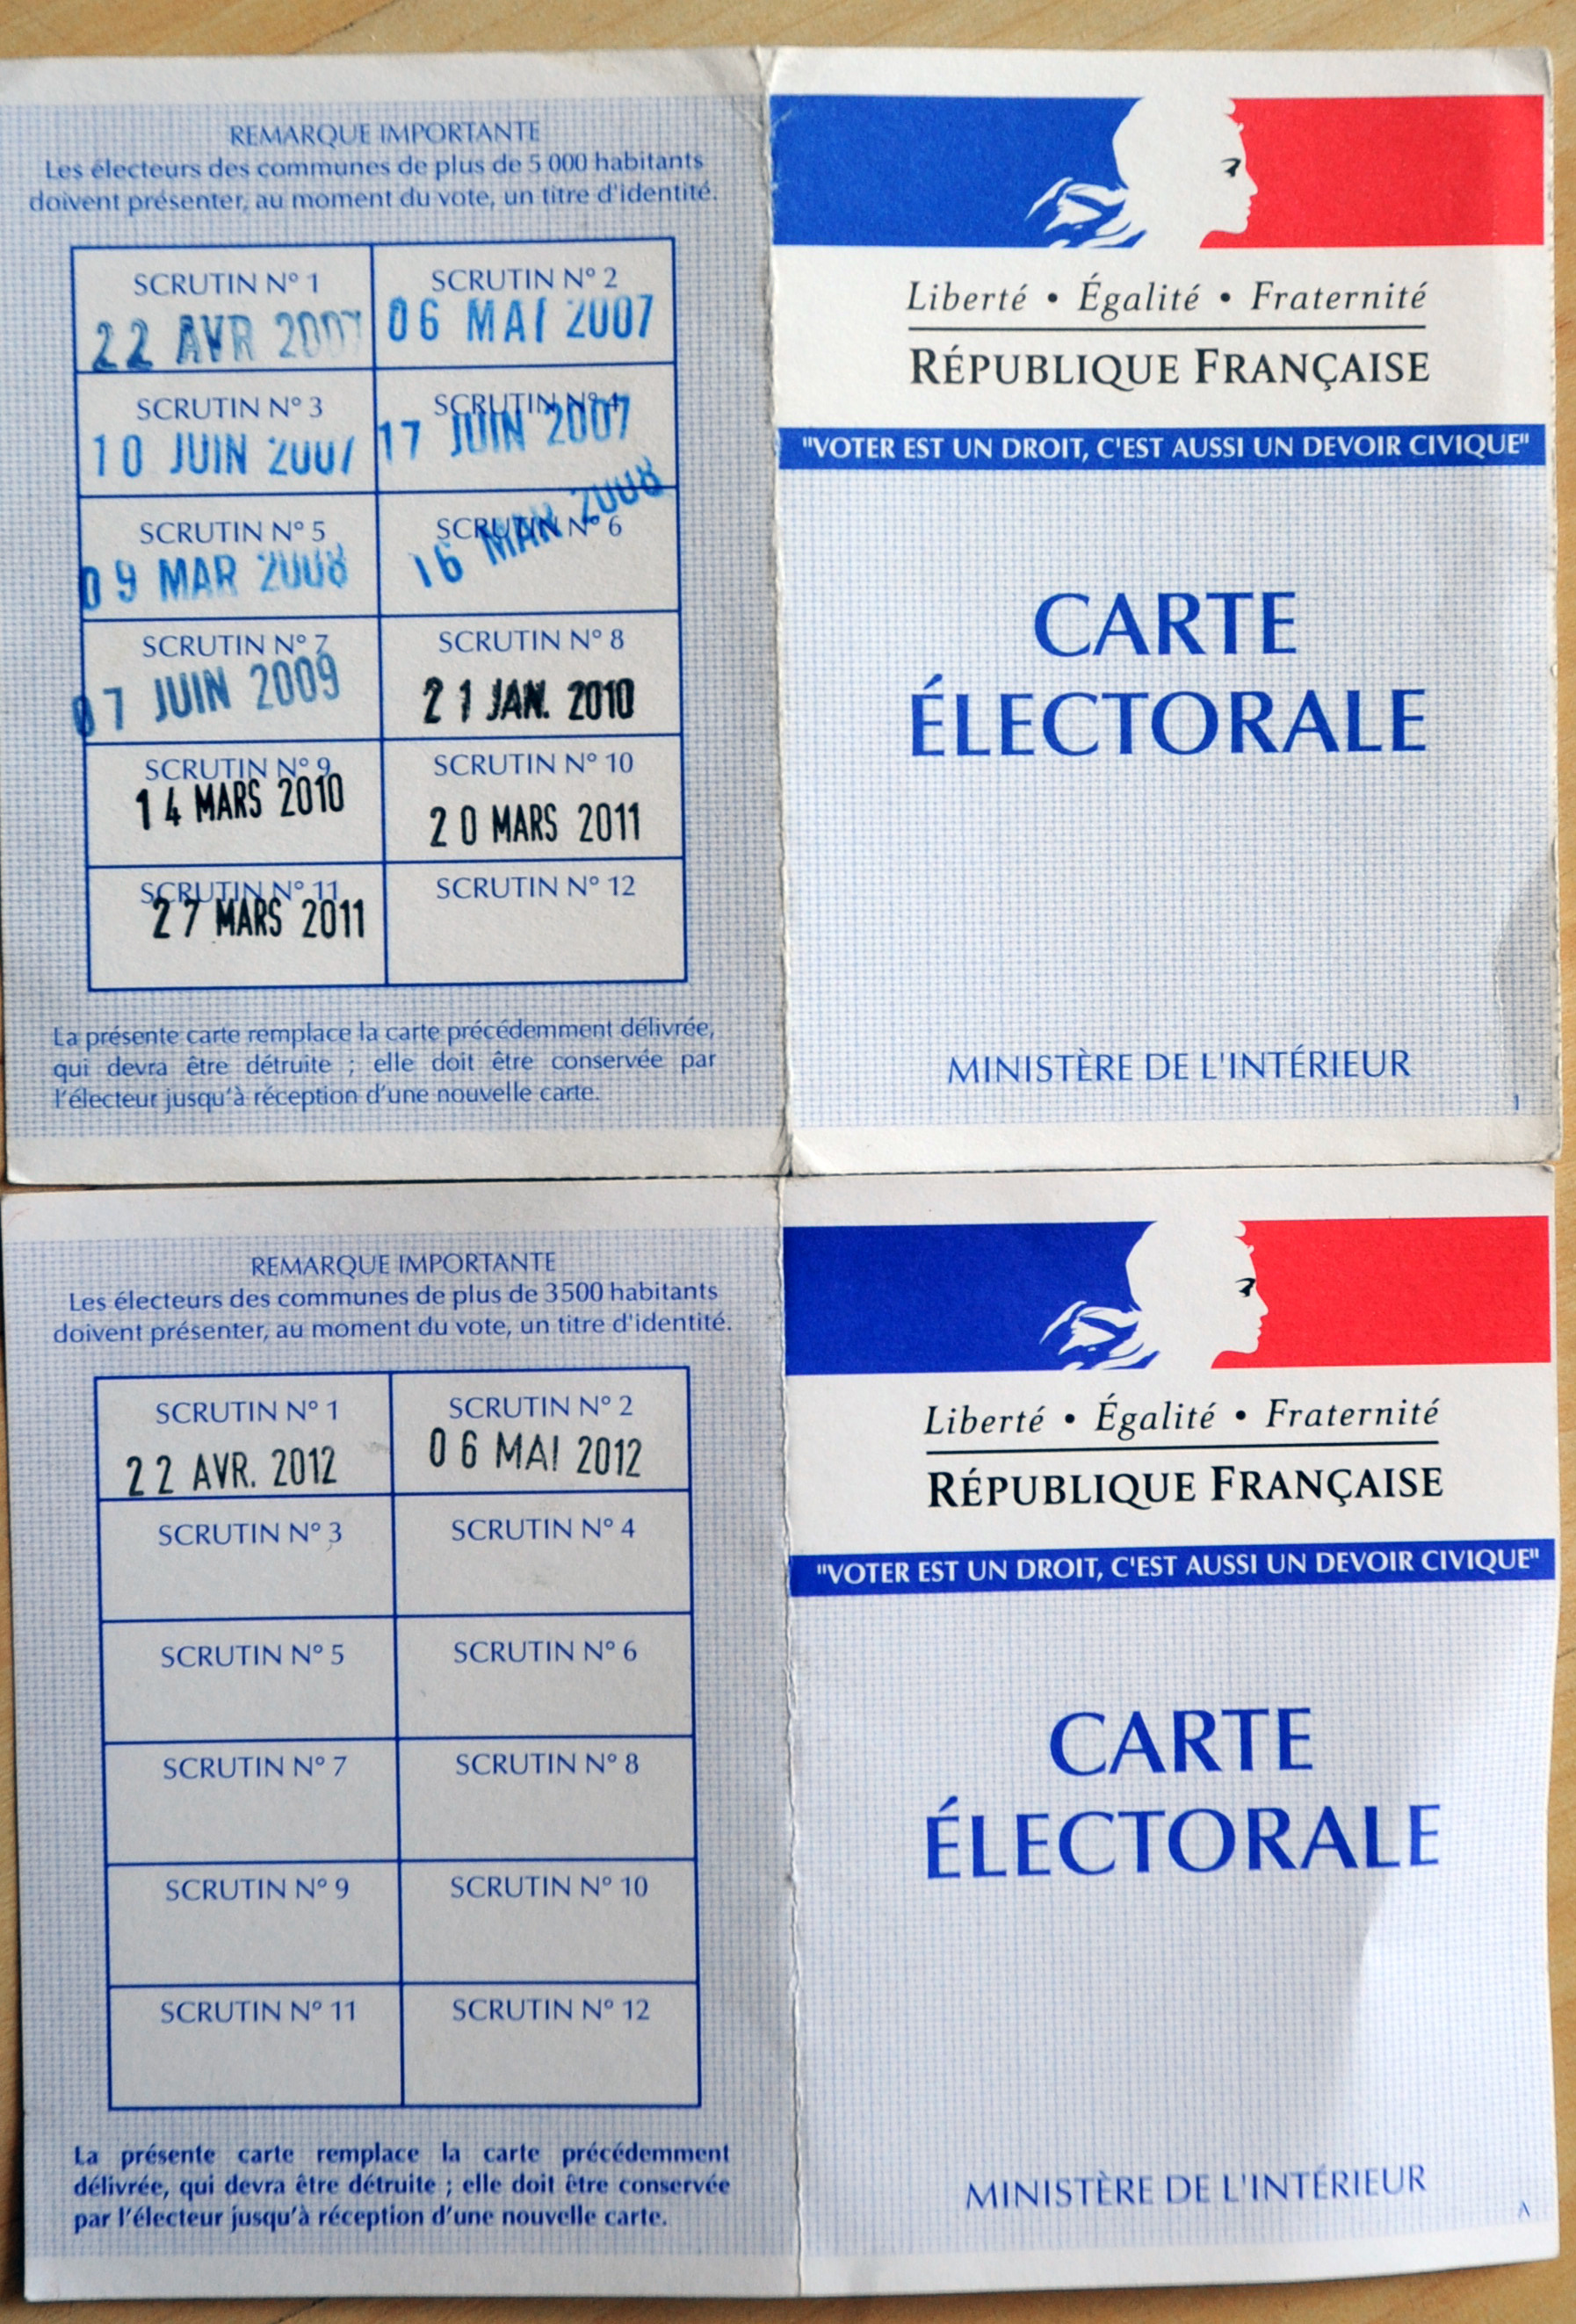 REMARQUE IMPORTANTE
Les électeurs des communes de plus de 5 000 habitants
doivent présenter, au moment du vote, un titre d'identité.
SCRUTIN N° 1
22 AVR 2007
SCRUTIN N° 2
06 MAI 2007
SCRUTIN N° 3
10 JUIN 2007
SCRUTIN N° 4
17 JUIN 2007
SCRUTIN N° 5
09 MAR 2008
SCRUTIN N° 6
16 MAR 2008
SCRUTIN N° 7
07 JUIN 2009
SCRUTIN N° 8
21 JAN. 2010
SCRUTIN N° 9
14 MARS 2010
SCRUTIN N° 10
20 MARS 2011
SCRUTIN N° 11
27 MARS 2011
SCRUTIN N° 12
La présente carte remplace la carte précédemment délivrée,
qui devra être détruite ; elle doit être conservée par
l'électeur jusqu'à réception d'une nouvelle carte.
Liberté • Égalité • Fraternité
RÉPUBLIQUE FRANÇAISE
"VOTER EST UN DROIT, C'EST AUSSI UN DEVOIR CIVIQUE"
CARTE
ÉLECTORALE
MINISTÈRE DE L'INTÉRIEUR
1
REMARQUE IMPORTANTE
Les électeurs des communes de plus de 3500 habitants
doivent présenter, au moment du vote, un titre d'identité.
SCRUTIN N° 1
22 AVR. 2012
SCRUTIN N° 2
06 MAI 2012
SCRUTIN N° 3
SCRUTIN N° 4
SCRUTIN N° 5
SCRUTIN N° 6
SCRUTIN N° 7
SCRUTIN N° 8
SCRUTIN N° 9
SCRUTIN N° 10
SCRUTIN N° 11
SCRUTIN N° 12
La présente carte remplace la carte précédemment
délivrée, qui devra être détruite ; elle doit être conservée
par l'électeur jusqu'à réception d'une nouvelle carte.
Liberté • Égalité • Fraternité
RÉPUBLIQUE FRANÇAISE
"VOTER EST UN DROIT, C'EST AUSSI UN DEVOIR CIVIQUE"
CARTE
ÉLECTORALE
MINISTÈRE DE L'INTÉRIEUR